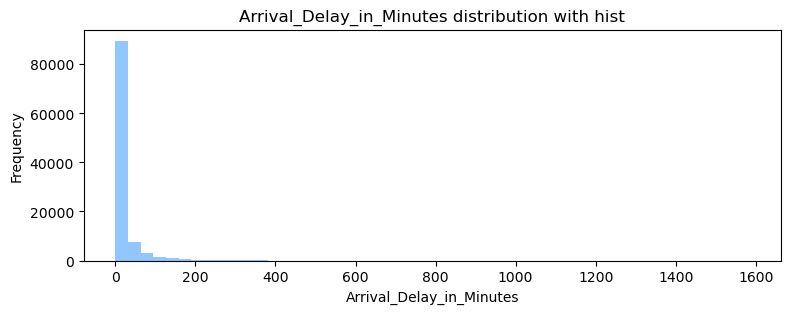 Arrival_Delay_in_Minutes distribution with hist
80000
60000
40000
20000
0
Frequency
0 200 400 600 800 1000 1200 1400 1600
Arrival_Delay_in_Minutes